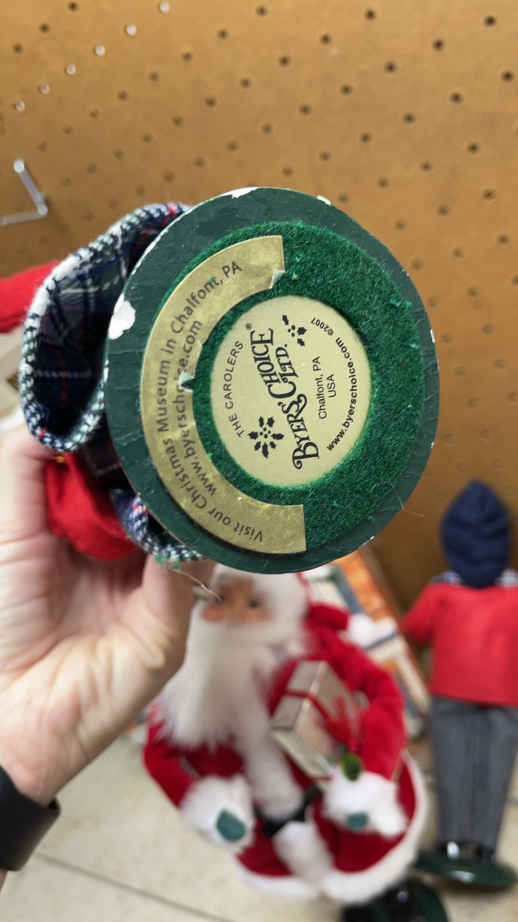 THE CAROLERS®
BYERS' CHOICE
LTD.
Chalfont, PA
USA
www.byerschoice.com ©2007
Visit our Christmas Museum in Chalfont, PA
www.byerschoice.com